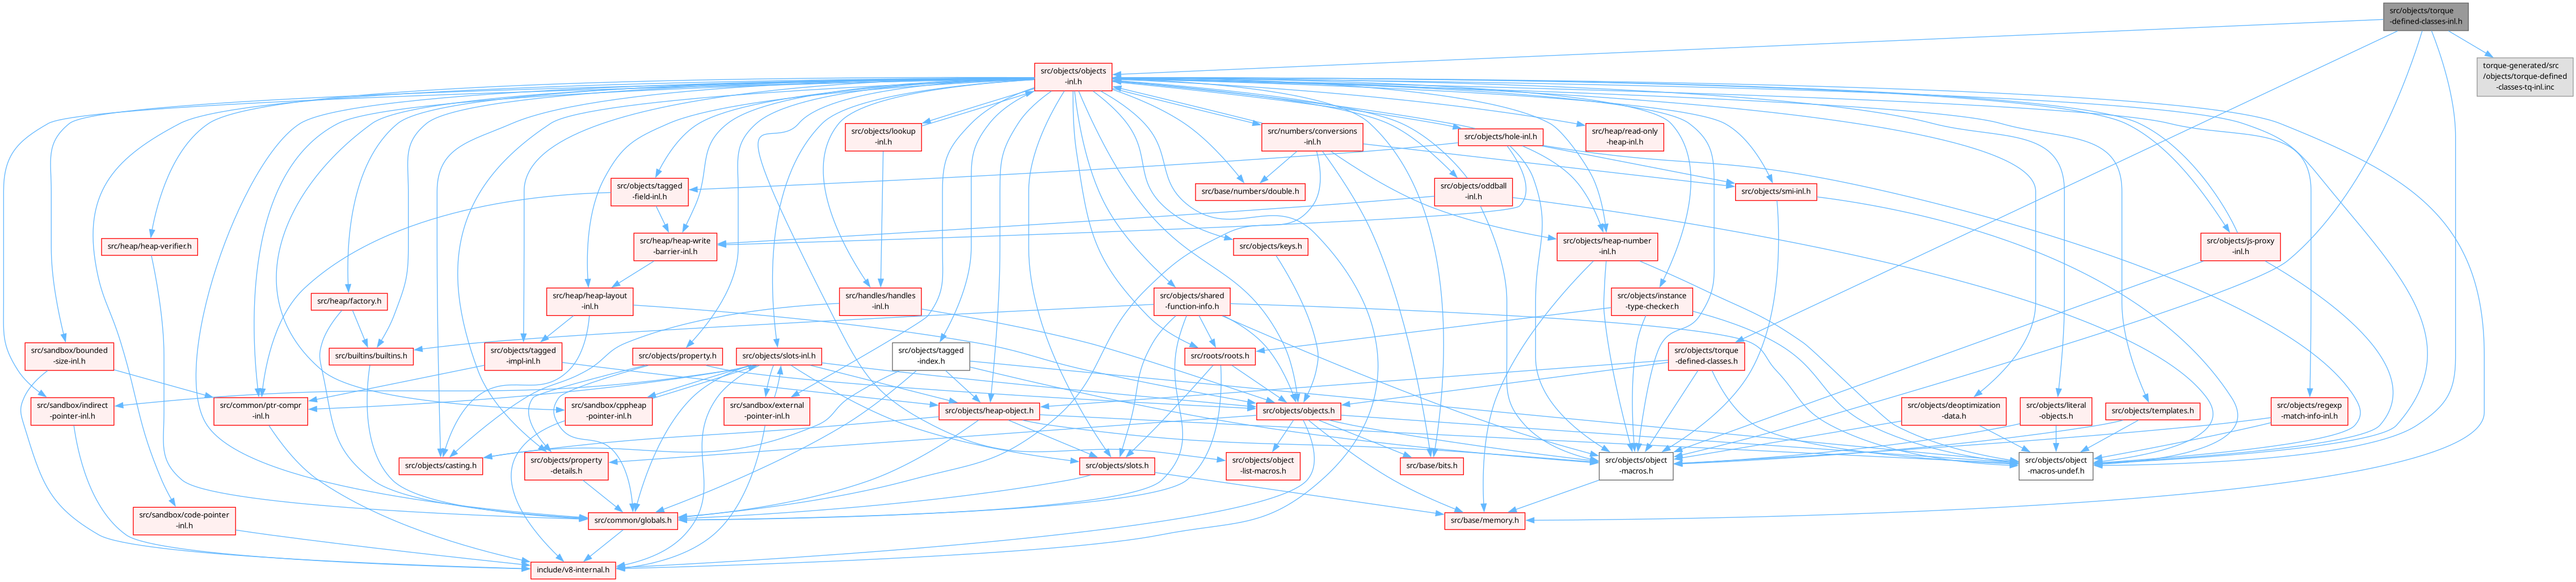 src/objects/torque
-defined-classes-inl.h
src/objects/objects
-inl.h
torque-generated/src
/objects/torque-defined
-classes-tq-inl.inc
src/objects/lookup
-inl.h
src/numbers/conversions
-inl.h
src/objects/hole-inl.h
src/heap/read-only
-heap-inl.h
src/objects/tagged
-field-inl.h
src/base/numbers/double.h
src/objects/oddball
-inl.h
src/objects/smi-inl.h
src/heap/heap-verifier.h
src/heap/heap-write
-barrier-inl.h
src/objects/keys.h
src/objects/heap-number
-inl.h
src/objects/js-proxy
-inl.h
src/heap/factory.h
src/heap/heap-layout
-inl.h
src/handles/handles
-inl.h
src/objects/shared
-function-info.h
src/objects/instance
-type-checker.h
src/sandbox/bounded
-size-inl.h
src/builtins/builtins.h
src/objects/tagged
-impl-inl.h
src/objects/property.h
src/objects/slots-inl.h
src/objects/tagged
-index.h
src/roots/roots.h
src/objects/torque
-defined-classes.h
src/sandbox/indirect
-pointer-inl.h
src/common/ptr-compr
-inl.h
src/sandbox/cppheap
-pointer-inl.h
src/sandbox/external
-pointer-inl.h
src/objects/heap-object.h
src/objects/objects.h
src/objects/deoptimization
-data.h
src/objects/literal
-objects.h
src/objects/templates.h
src/objects/regexp
-match-info-inl.h
src/objects/casting.h
src/objects/property
-details.h
src/objects/slots.h
src/objects/object
-list-macros.h
src/base/bits.h
src/objects/object
-macros.h
src/objects/object
-macros-undef.h
src/sandbox/code-pointer
-inl.h
src/common/globals.h
src/base/memory.h
include/v8-internal.h